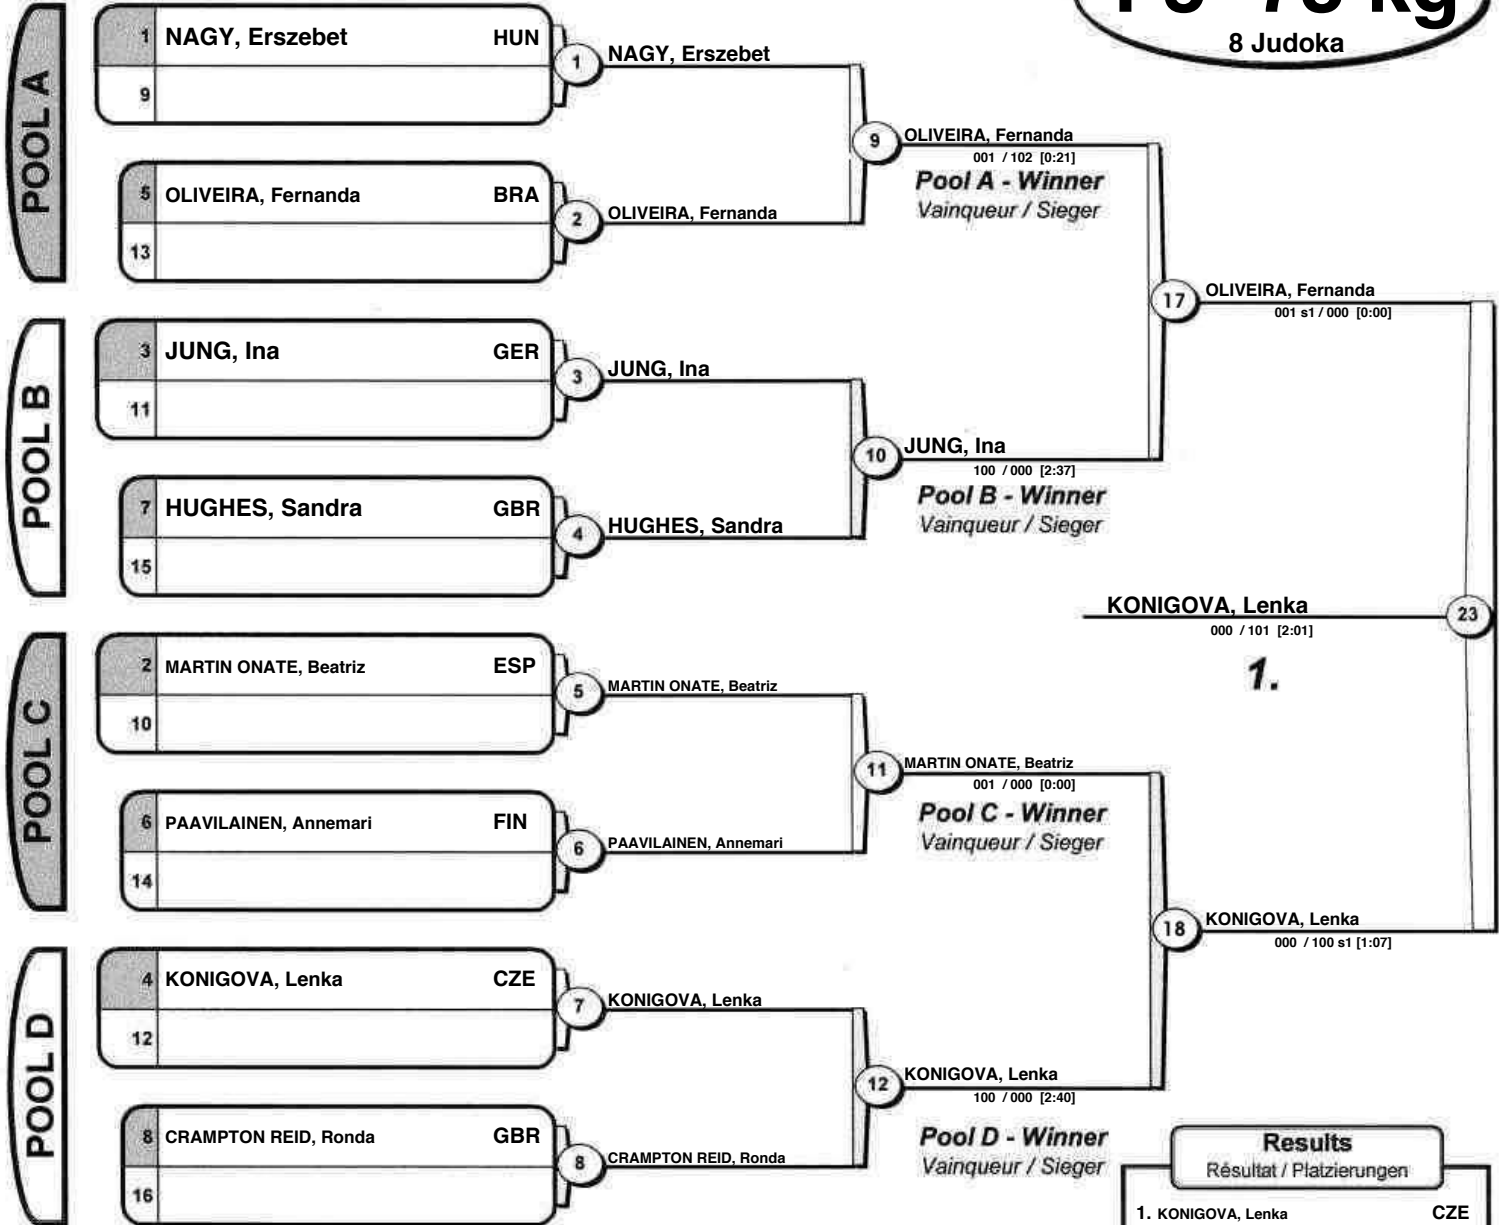 8 Judoka
POOL A
1 NAGY, Erszebet HUN
9
5 OLIVEIRA, Fernanda BRA
13
1 NAGY, Erszebet
2 OLIVEIRA, Fernanda
9 OLIVEIRA, Fernanda
001 / 102 [0:21]
Pool A - Winner
Vainqueur / Sieger
POOL B
3 JUNG, Ina GER
11
7 HUGHES, Sandra GBR
15
3 JUNG, Ina
4 HUGHES, Sandra
10 JUNG, Ina
100 / 000 [2:37]
Pool B - Winner
Vainqueur / Sieger
17 OLIVEIRA, Fernanda
001 s1 / 000 [0:00]
POOL C
2 MARTIN ONATE, Beatriz ESP
10
6 PAAVILAINEN, Annemari FIN
14
5 MARTIN ONATE, Beatriz
6 PAAVILAINEN, Annemari
11 MARTIN ONATE, Beatriz
001 / 000 [0:00]
Pool C - Winner
Vainqueur / Sieger
POOL D
4 KONIGOVA, Lenka CZE
12
8 CRAMPTON REID, Ronda GBR
16
7 KONIGOVA, Lenka
8 CRAMPTON REID, Ronda
12 KONIGOVA, Lenka
100 / 000 [2:40]
Pool D - Winner
Vainqueur / Sieger
18 KONIGOVA, Lenka
000 / 100 s1 [1:07]
KONIGOVA, Lenka 23
000 / 101 [2:01]
1.
Results
Résultat / Platzierungen
1. KONIGOVA, Lenka CZE